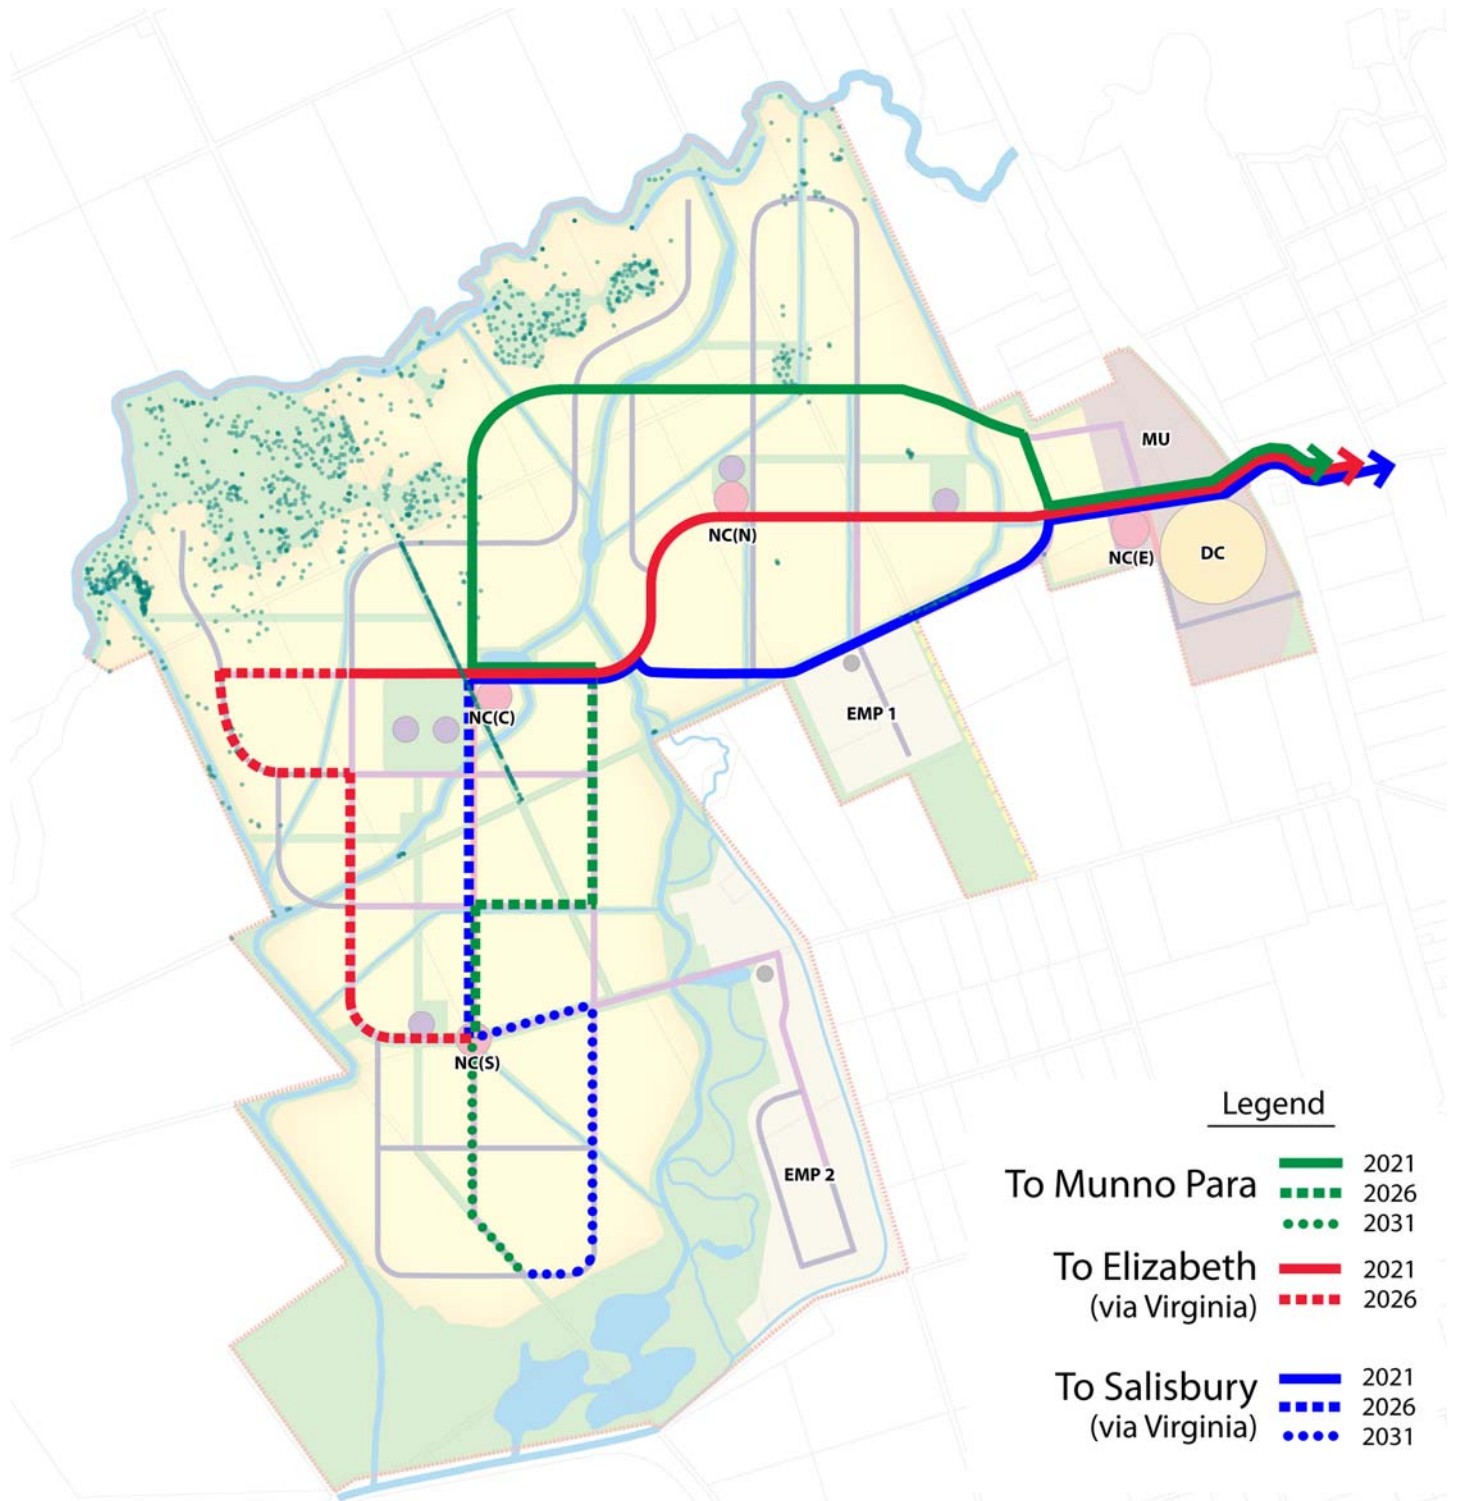 MU
NC(N)
NC(E)
DC
NC(C)
EMP 1
NC(S)
EMP 2
Legend
To Munno Para
2021
2026
2031
To Elizabeth
(via Virginia)
2021
2026
To Salisbury
(via Virginia)
2021
2026
2031